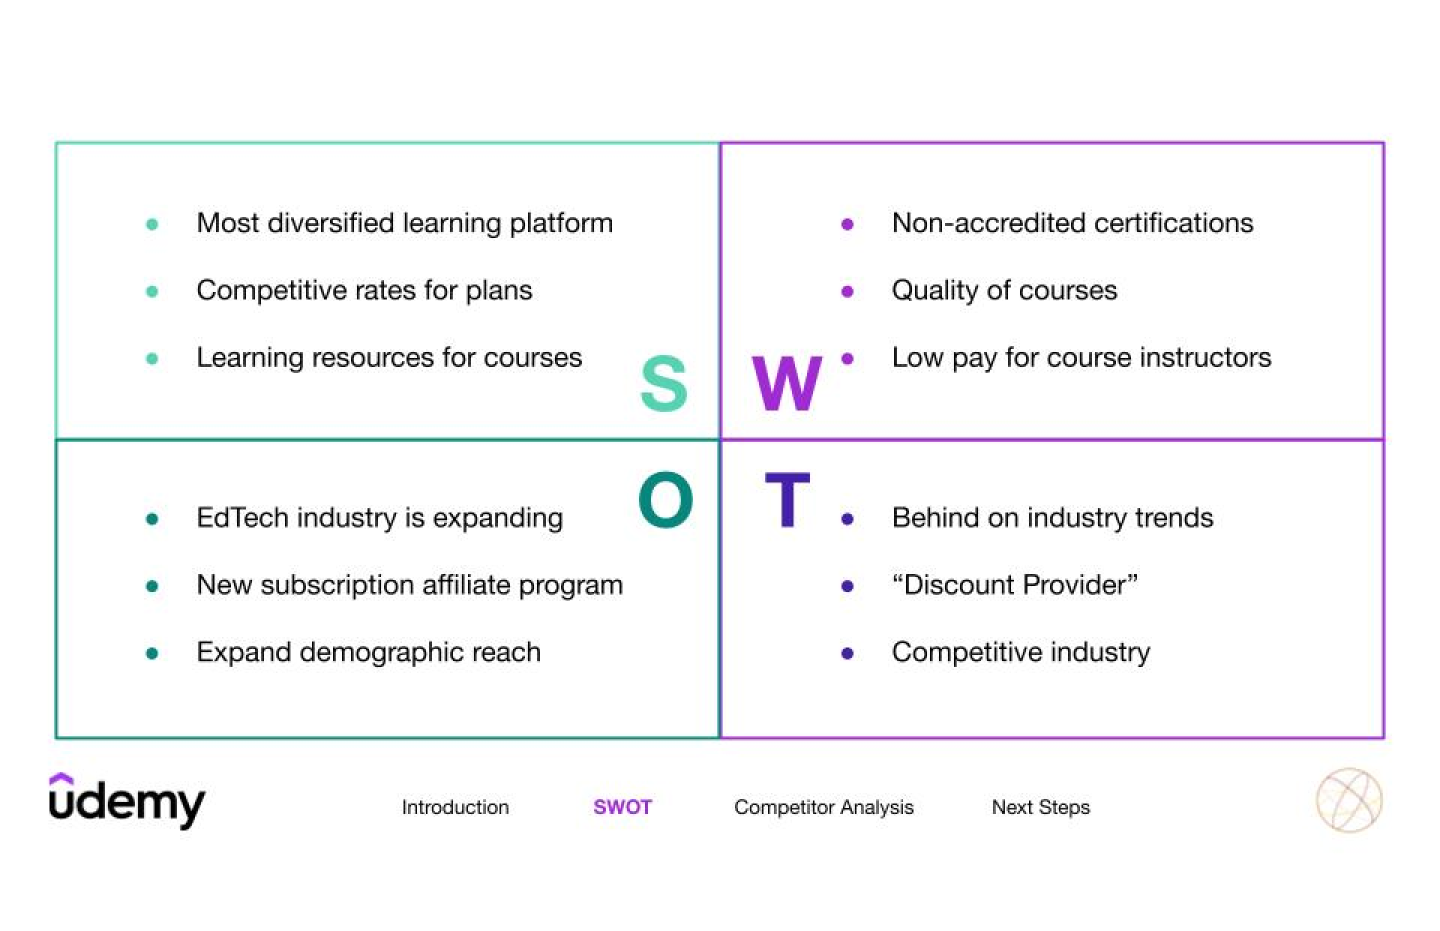 Most diversified learning platform
Competitive rates for plans
Learning resources for courses
S
Non-accredited certifications
Quality of courses
Low pay for course instructors
W
EdTech industry is expanding
New subscription affiliate program
Expand demographic reach
O
T
Behind on industry trends
“Discount Provider”
Competitive industry
udemy
Introduction
SWOT
Competitor Analysis
Next Steps